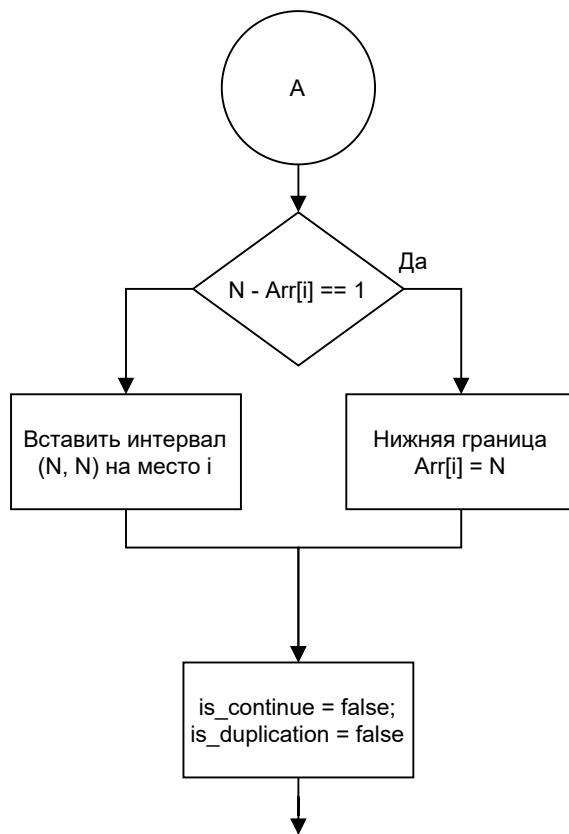 A
Да
N - Arr[i] == 1
Вставить интервал
(N, N) на место i
Нижняя граница
Arr[i] = N
is_continue = false;
is_duplication = false